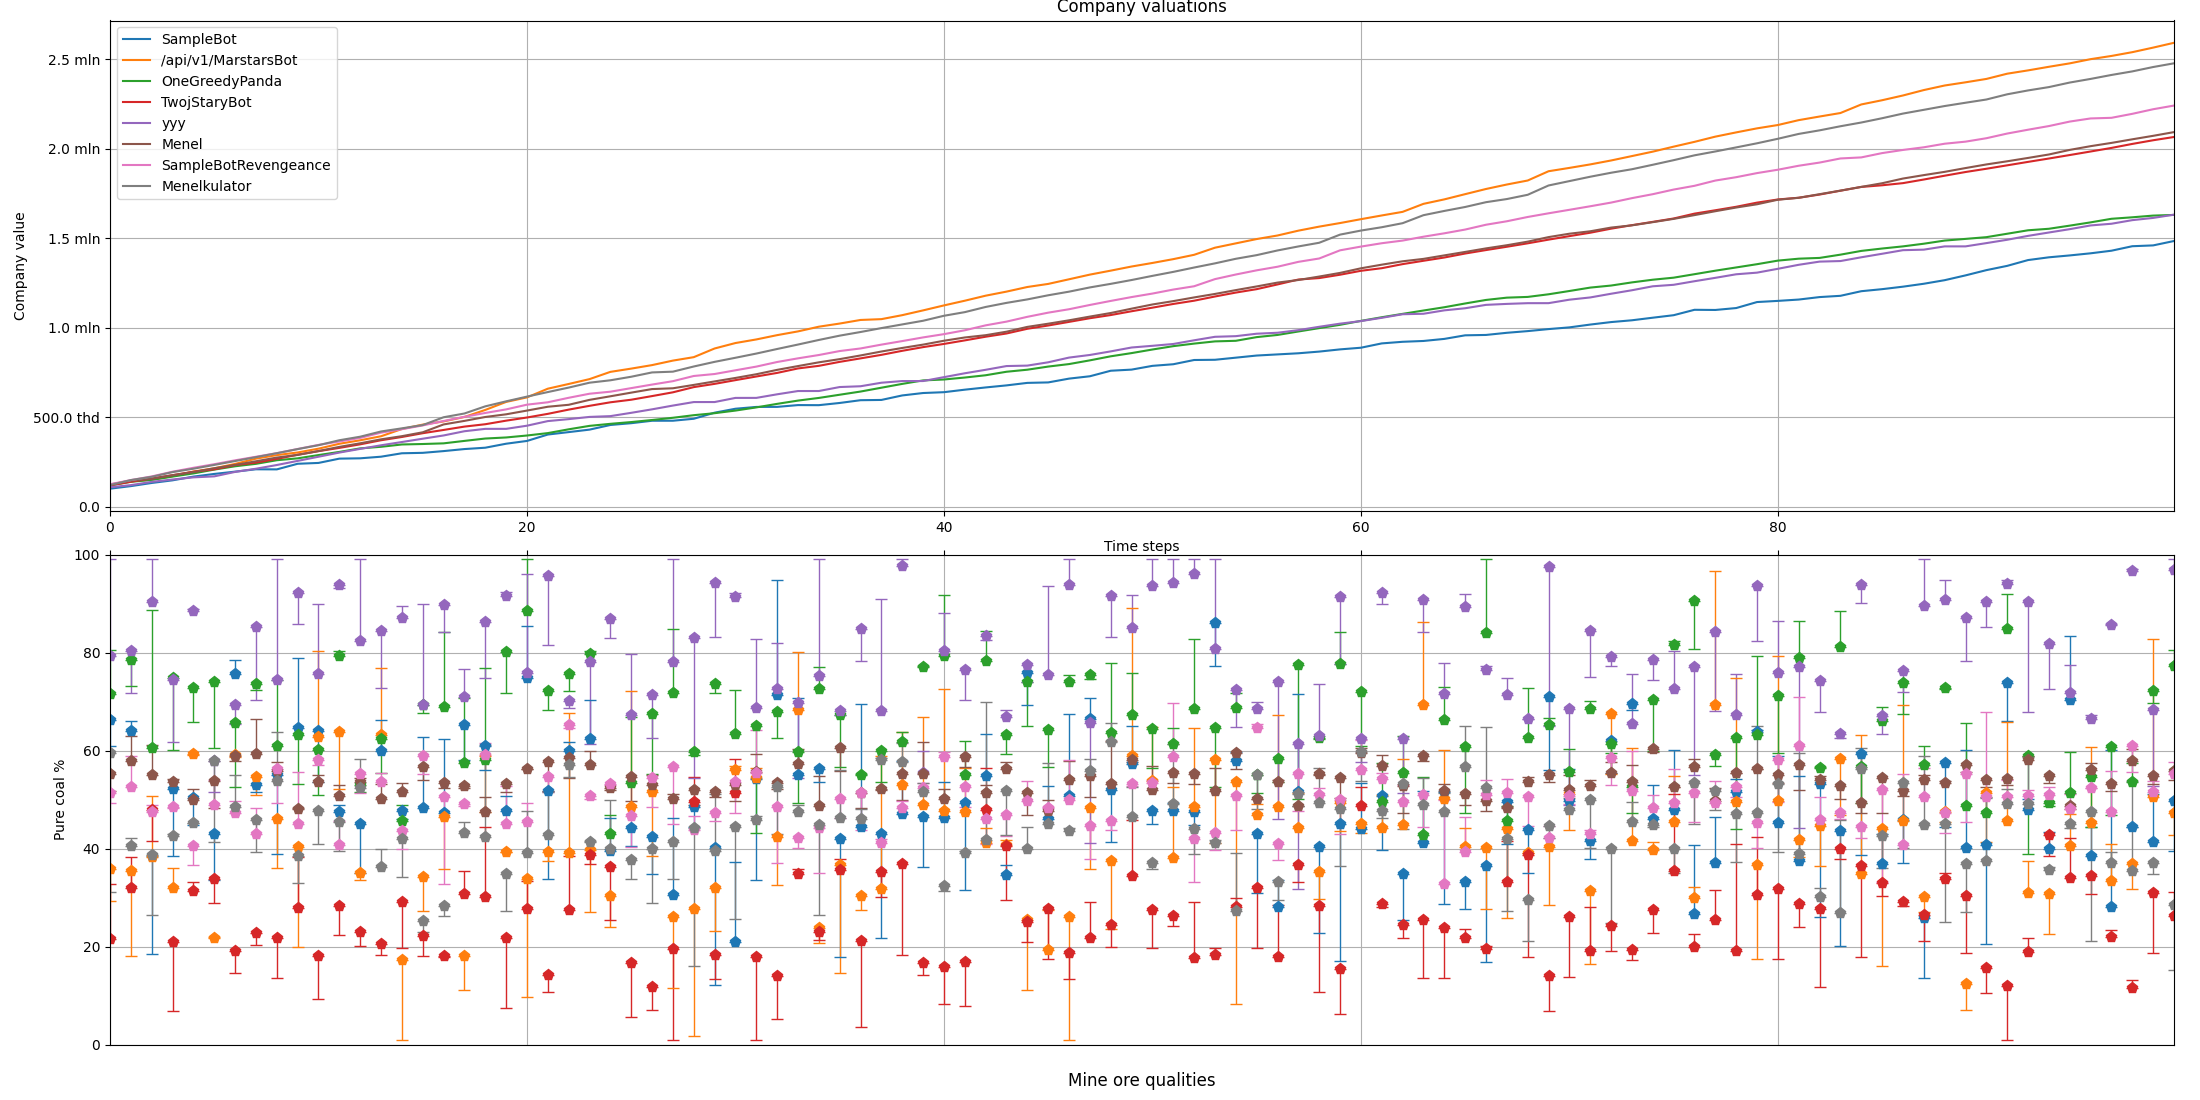 Company valuations
SampleBot
/api/v1/MarstarsBot
OneGreedyPanda
TwojStaryBot
yyy
Menel
SampleBotRevengeance
Menelkulator
2.5 mln
2.0 mln
1.5 mln
1.0 mln
500.0 thd
0.0
Company value
0 20 40 60 80
Time steps
100
80
60
40
20
0
Pure coal %
Mine ore qualities